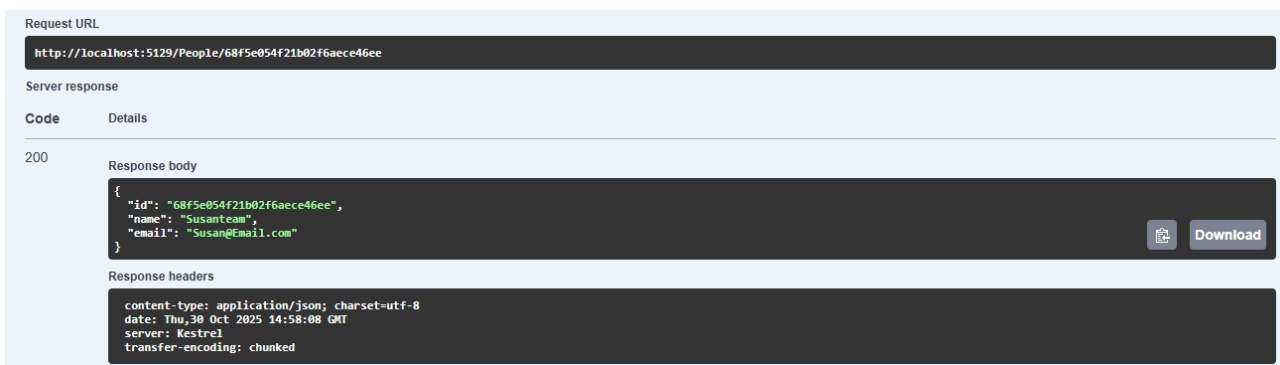 Request URL
http://localhost:5129/People/68f5e054f21b02f6aece46ee
Server response
Code Details
200
Response body
{
"id": "68f5e054f21b02f6aece46ee",
"name": "Susanteam",
"email": "Susan@Email.com"
}
Download
Response headers
content-type: application/json; charset=utf-8
date: Thu,30 Oct 2025 14:58:08 GMT
server: Kestrel
transfer-encoding: chunked